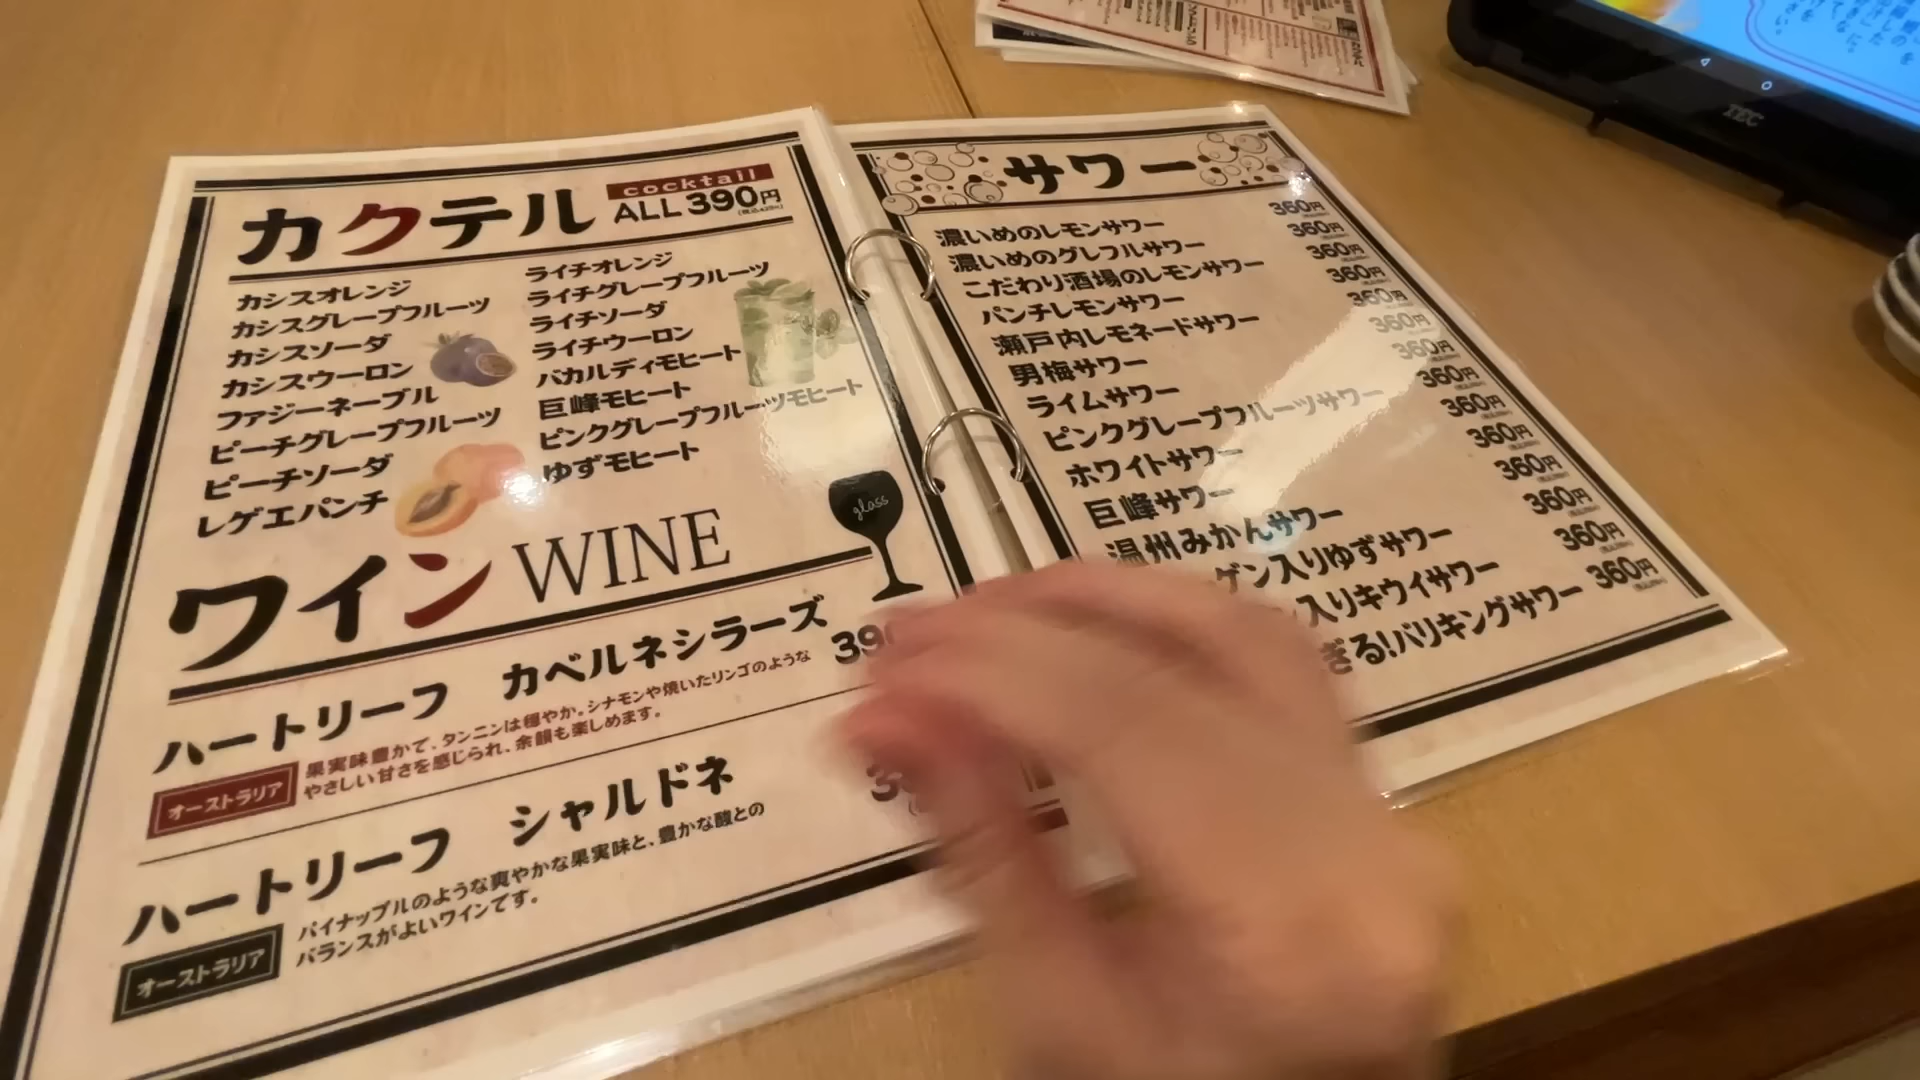 カクテル
cocktail
ALL 390円
カシスオレンジ
カシスグレープフルーツ
カシスソーダ
カシスウーロン
ファジーネーブル
ピーチグレープフルーツ
ピーチソーダ
レゲエパンチ
ライチオレンジ
ライチグレープフルーツ
ライチソーダ
ライチウーロン
バカルディモヒート
巨峰モヒート
ピンクグレープフルーツモヒート
ゆずモヒート
ワイン WINE
glass
ハートリーフ カベルネシラーズ
オーストラリア
果実味豊かで、タンニンは穏やか。シナモンや焼いたリンゴのような
やさしい甘さを感じられ、余韻も楽しめます。
ハートリーフ シャルドネ
オーストラリア
パイナップルのような爽やかな果実味と、豊かな酸との
バランスがよいワインです。
サワー
濃いめのレモンサワー 360円
濃いめのグレフルサワー 360円
こだわり酒場のレモンサワー 360円
パンチレモンサワー 360円
瀬戸内レモネードサワー 360円
男梅サワー 360円
ライムサワー 360円
ピンクグレープフルーツサワー 360円
ホワイトサワー 360円
巨峰サワー 360円
温州みかんサワー 360円
ゲン入りゆずサワー 360円
入りキウイサワー 360円
ぎる!バリキングサワー 360円
TEC